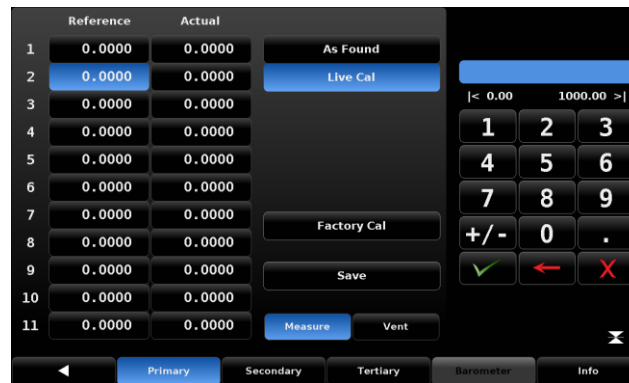 Reference Actual
1 0.0000 0.0000 As Found
2 0.0000 0.0000 Live Cal
|< 0.00 1000.00 >|
3 0.0000 0.0000
1 2 3
4 0.0000 0.0000
4 5 6
5 0.0000 0.0000
6 0.0000 0.0000
7 8 9
7 0.0000 0.0000 Factory Cal
+/- 0 .
8 0.0000 0.0000
9 0.0000 0.0000 Save
10 0.0000 0.0000
11 0.0000 0.0000 Measure Vent
Primary Secondary Tertiary Barometer Info